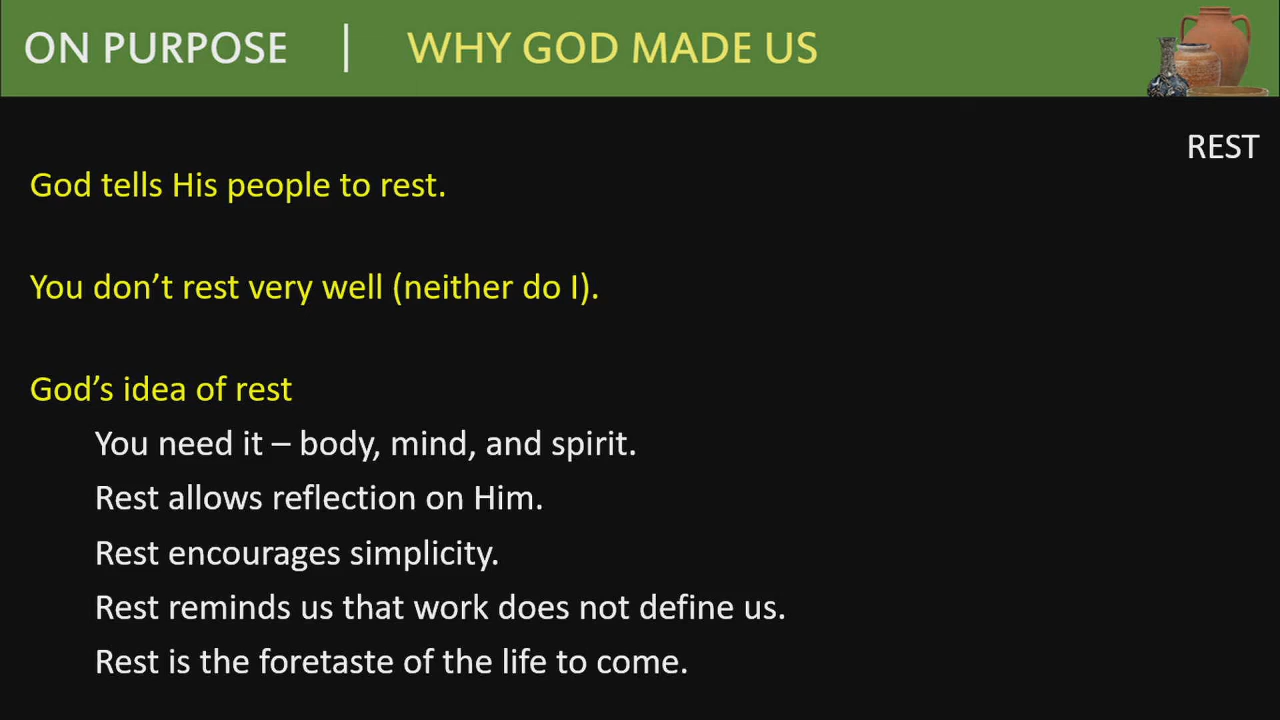 ON PURPOSE | WHY GOD MADE US
REST
God tells His people to rest.
You don’t rest very well (neither do I).
God’s idea of rest
You need it – body, mind, and spirit.
Rest allows reflection on Him.
Rest encourages simplicity.
Rest reminds us that work does not define us.
Rest is the foretaste of the life to come.